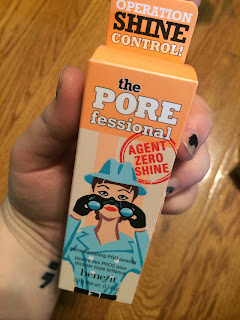 OPERATION
SHINE
CONTROL!
the
PORE
fessional
AGENT
ZERO
SHINE
benefit